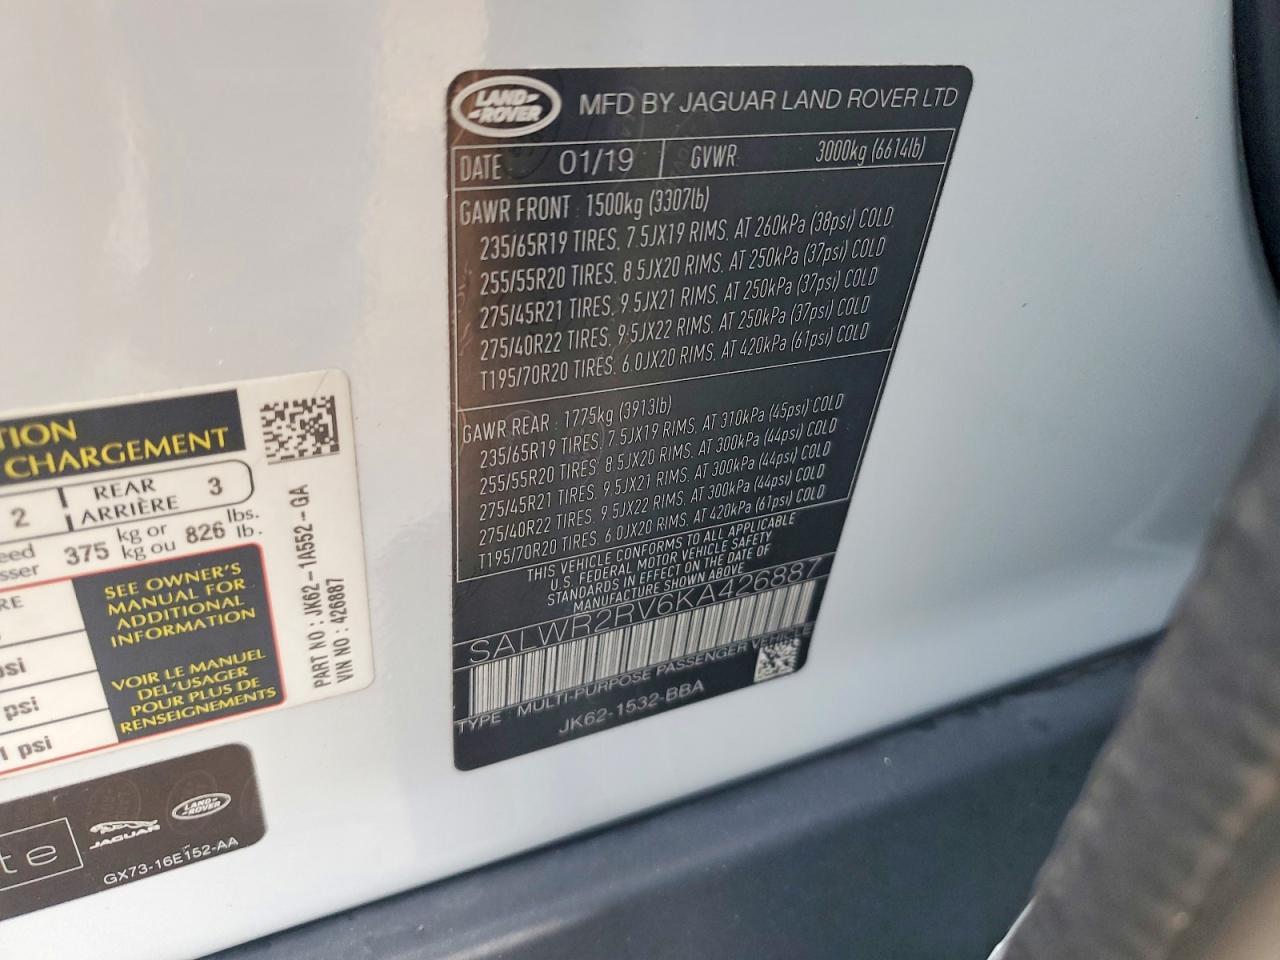 LAND ROVER MFD BY JAGUAR LAND ROVER LTD
DATE 01/19 GVWR 3000kg (6614lb)
GAWR FRONT : 1500kg (3307lb)
235/65R19 TIRES, 7.5JX19 RIMS, AT 260kPa (38psi) COLD
255/55R20 TIRES, 8.5JX20 RIMS, AT 250kPa (37psi) COLD
275/45R21 TIRES, 9.5JX21 RIMS, AT 250kPa (37psi) COLD
275/40R22 TIRES, 9.5JX22 RIMS, AT 250kPa (37psi) COLD
T195/70R20 TIRES, 6.0JX20 RIMS, AT 420kPa (61psi) COLD
GAWR REAR : 1775kg (3913lb)
235/65R19 TIRES, 7.5JX19 RIMS, AT 310kPa (45psi) COLD
255/55R20 TIRES, 8.5JX20 RIMS, AT 300kPa (44psi) COLD
275/45R21 TIRES, 9.5JX21 RIMS, AT 300kPa (44psi) COLD
275/40R22 TIRES, 9.5JX22 RIMS, AT 300kPa (44psi) COLD
T195/70R20 TIRES, 6.0JX20 RIMS, AT 420kPa (61psi) COLD
THIS VEHICLE CONFORMS TO ALL APPLICABLE
U.S. FEDERAL MOTOR VEHICLE SAFETY
STANDARDS IN EFFECT ON THE DATE OF
MANUFACTURE SHOWN ABOVE
SALWR2RV6KA426887
TYPE : MULTI-PURPOSE PASSENGER VEHICLE
JK62-1532-BBA
TION
CHARGEMENT
2 REAR 3
ARRIÈRE
eed 375 kg or 826 lbs.
sser kg ou lb.
RE
psi
psi
1 psi
SEE OWNER'S
MANUAL FOR
ADDITIONAL
INFORMATION
VOIR LE MANUEL
DEL'USAGER
POUR PLUS DE
RENSEIGNEMENTS
PART NO : JK62-1A552-GA
VIN NO : 426887
te JAGUAR LAND ROVER
GX73-16E152-AA